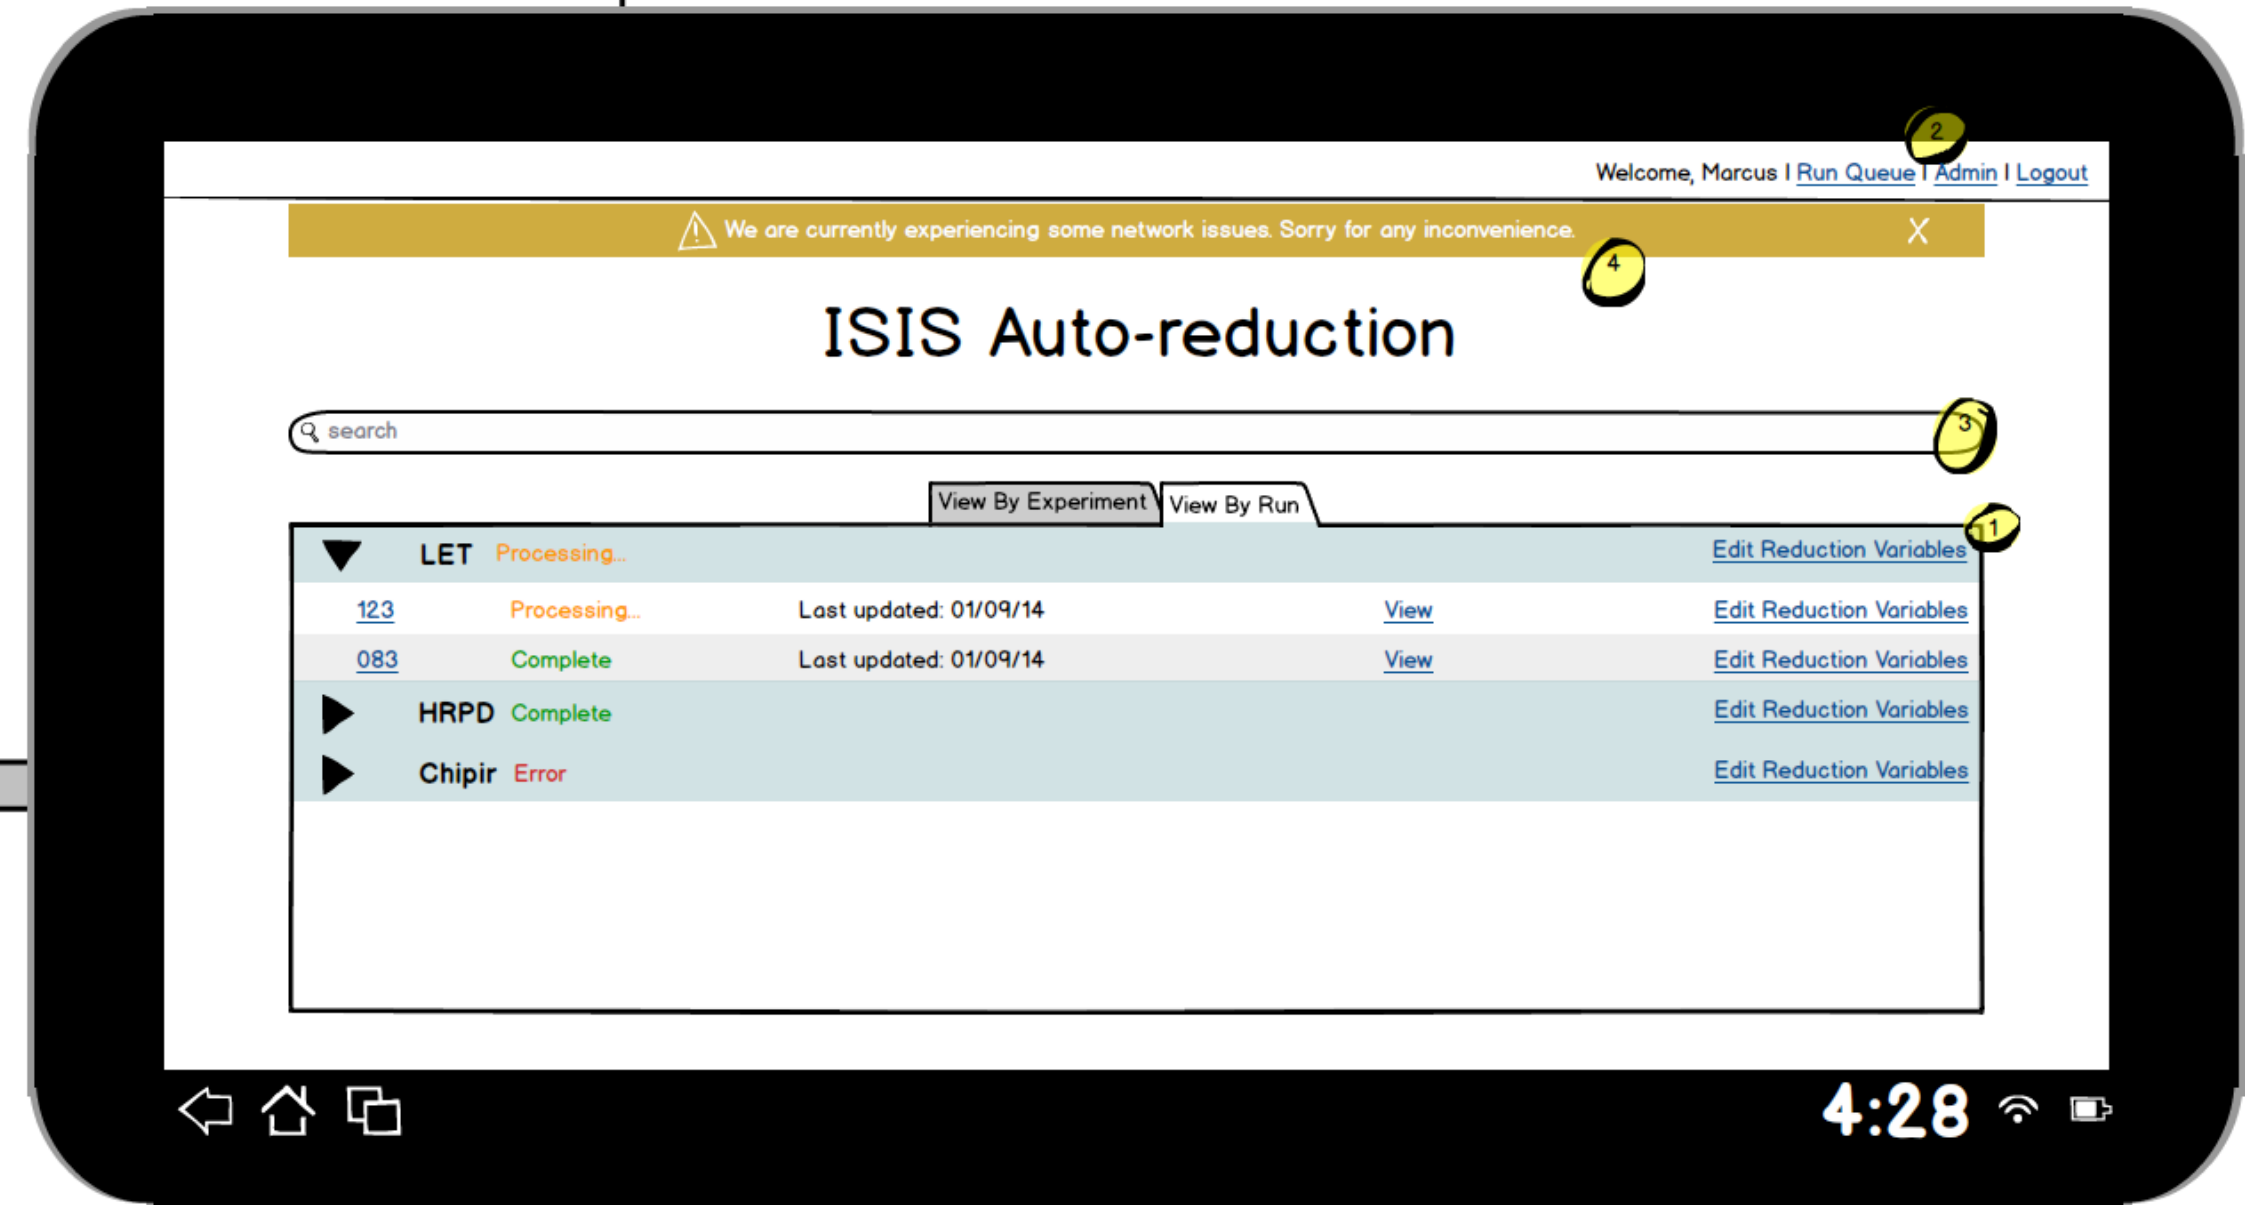 2
Welcome, Marcus | Run Queue | Admin | Logout
We are currently experiencing some network issues. Sorry for any inconvenience. X
4
ISIS Auto-reduction
search 3
View By Experiment View By Run
1
LET Processing... Edit Reduction Variables
123 Processing... Last updated: 01/09/14 View Edit Reduction Variables
083 Complete Last updated: 01/09/14 View Edit Reduction Variables
HRPD Complete Edit Reduction Variables
Chipir Error Edit Reduction Variables
4:28